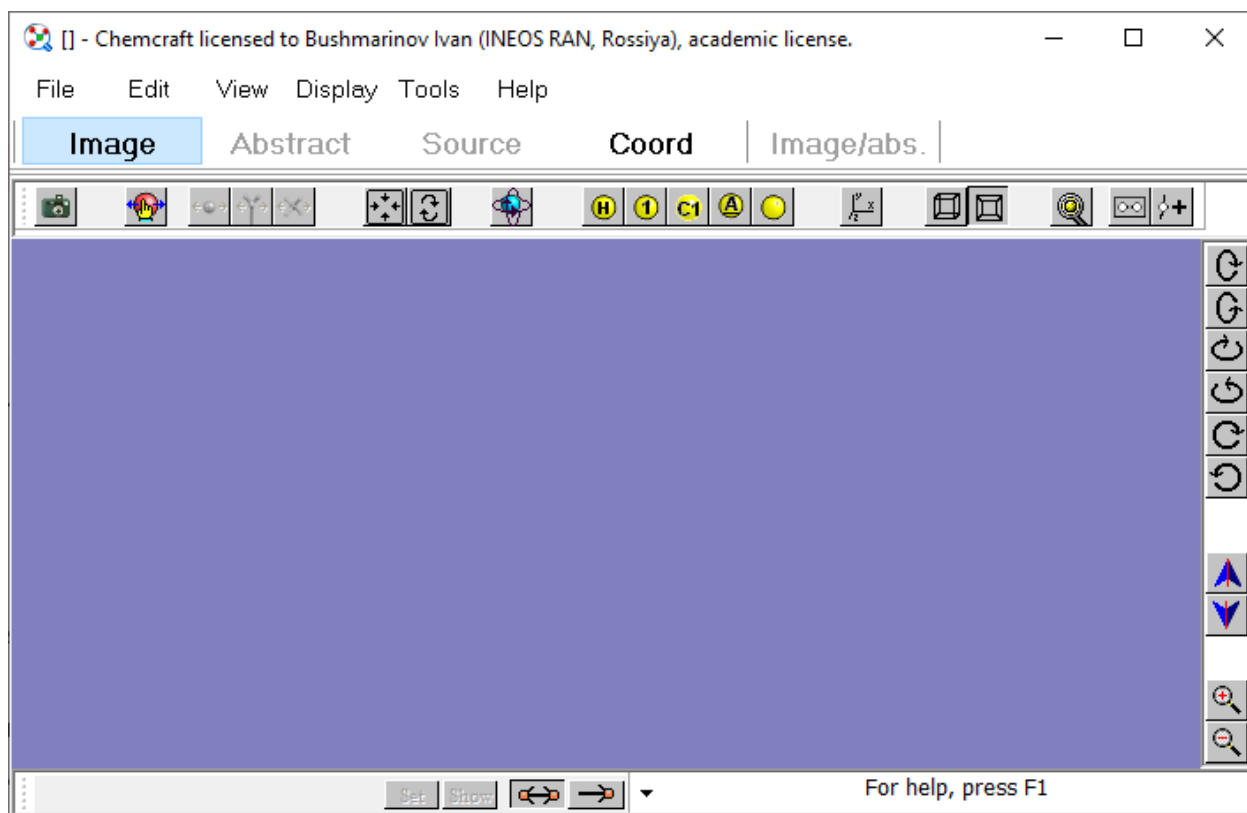 [] - Chemcraft licensed to Bushmarinov Ivan (INEOS RAN, Rossiya), academic license.
File Edit View Display Tools Help
Image Abstract Source Coord Image/abs.
H 1 C1 A y x z
Set Show For help, press F1